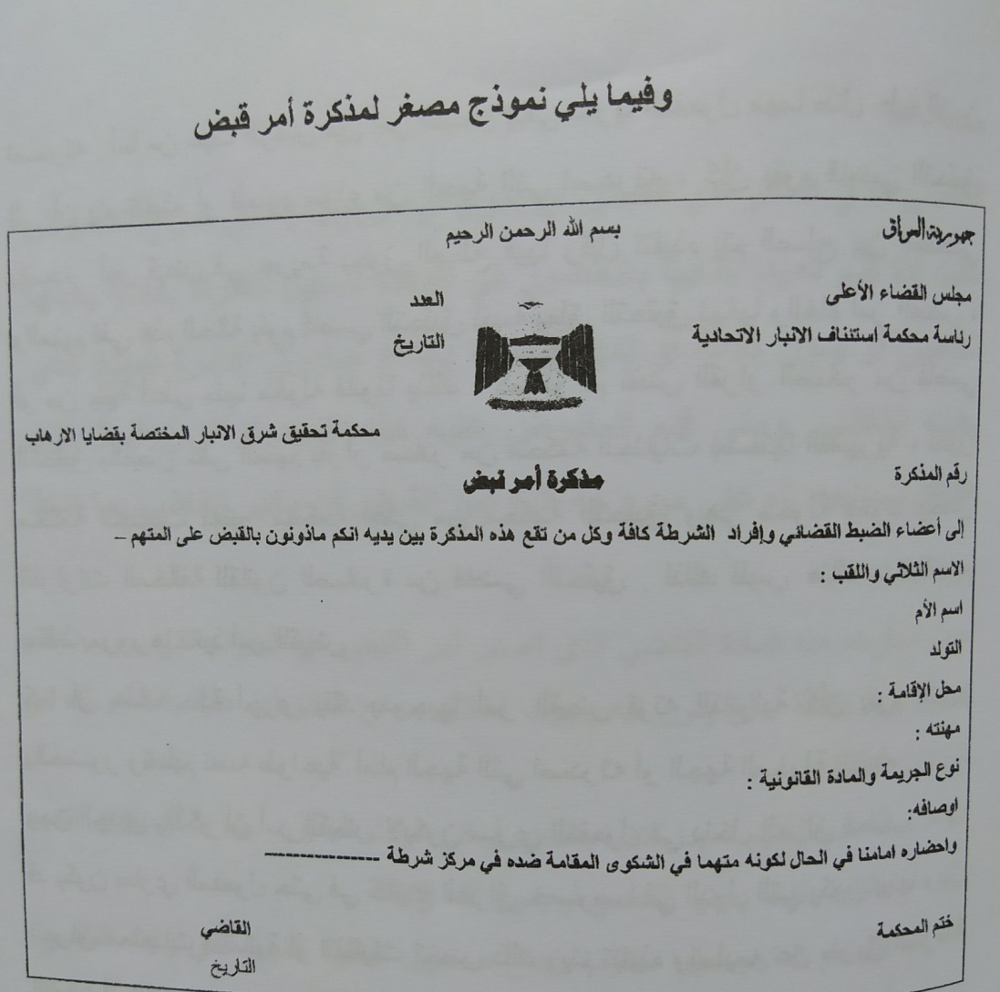 وفيما يلي نموذج مصغر لمذكرة أمر قبض
جمهورية العراق
بسم الله الرحمن الرحيم
مجلس القضاء الأعلى
العدد
رئاسة محكمة استئناف الانبار الاتحادية
التاريخ
محكمة تحقيق شرق الانبار المختصة بقضايا الارهاب
رقم المذكرة
مذكرة أمر قبض
إلى أعضاء الضبط القضائي وإفراد الشرطة كافة وكل من تقع هذه المذكرة بين يديه انكم ماذونون بالقبض على المتهم –
الاسم الثلاثي واللقب :
اسم الأم
التولد
محل الإقامة :
مهنته :
نوع الجريمة والمادة القانونية :
اوصافه:
واحضاره امامنا في الحال لكونه متهما في الشكوى المقامة ضده في مركز شرطة ----------------
ختم المحكمة
القاضي
التاريخ